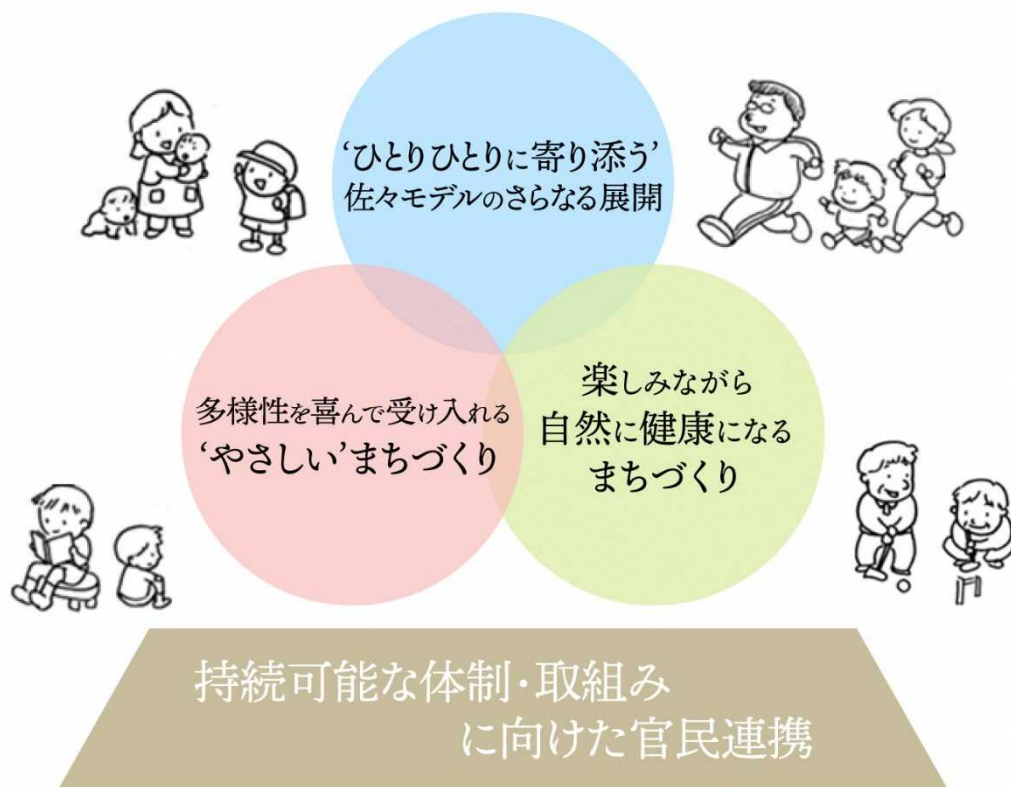 ‘ひとりひとりに寄り添う’
佐々モデルのさらなる展開
多様性を喜んで受け入れる
‘やさしい’まちづくり
楽しみながら
自然に健康になる
まちづくり
持続可能な体制・取組み
に向けた官民連携